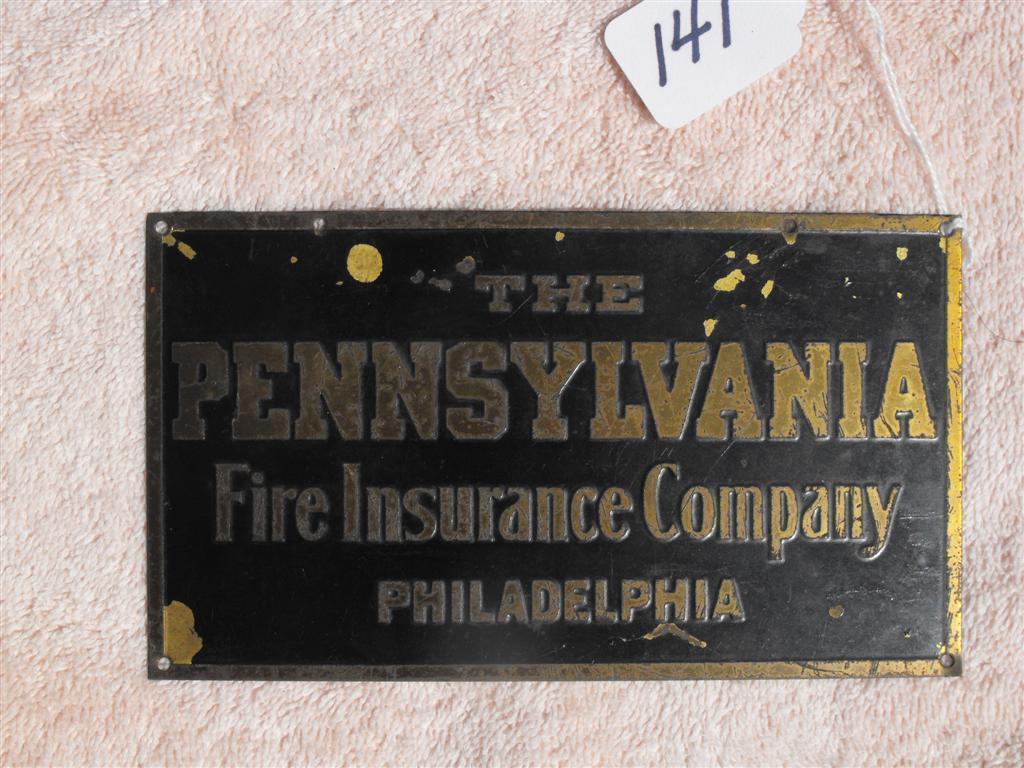 141
THE
PENNSYLVANIA
Fire Insurance Company
PHILADELPHIA